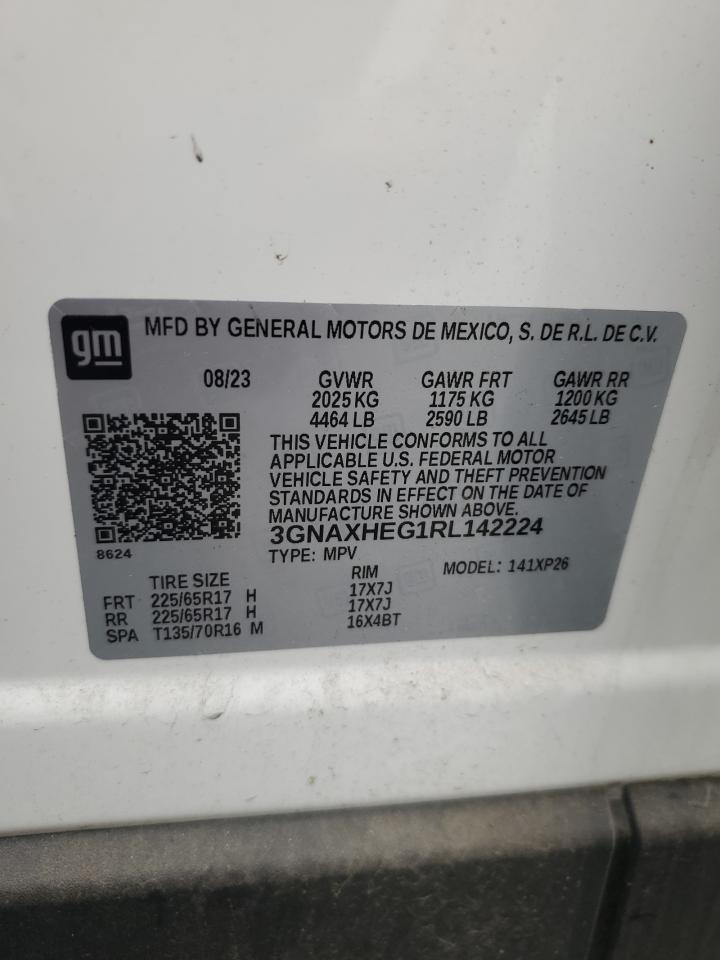 gm MFD BY GENERAL MOTORS DE MEXICO, S. DE R.L. DE C.V.
08/23 GVWR GAWR FRT GAWR RR
2025 KG 1175 KG 1200 KG
4464 LB 2590 LB 2645 LB
THIS VEHICLE CONFORMS TO ALL
APPLICABLE U.S. FEDERAL MOTOR
VEHICLE SAFETY AND THEFT PREVENTION
STANDARDS IN EFFECT ON THE DATE OF
MANUFACTURE SHOWN ABOVE.
3GNAXHEG1RL142224
8624 TYPE: MPV MODEL: 141XP26
TIRE SIZE RIM
FRT 225/65R17 H 17X7J
RR 225/65R17 H 17X7J
SPA T135/70R16 M 16X4BT